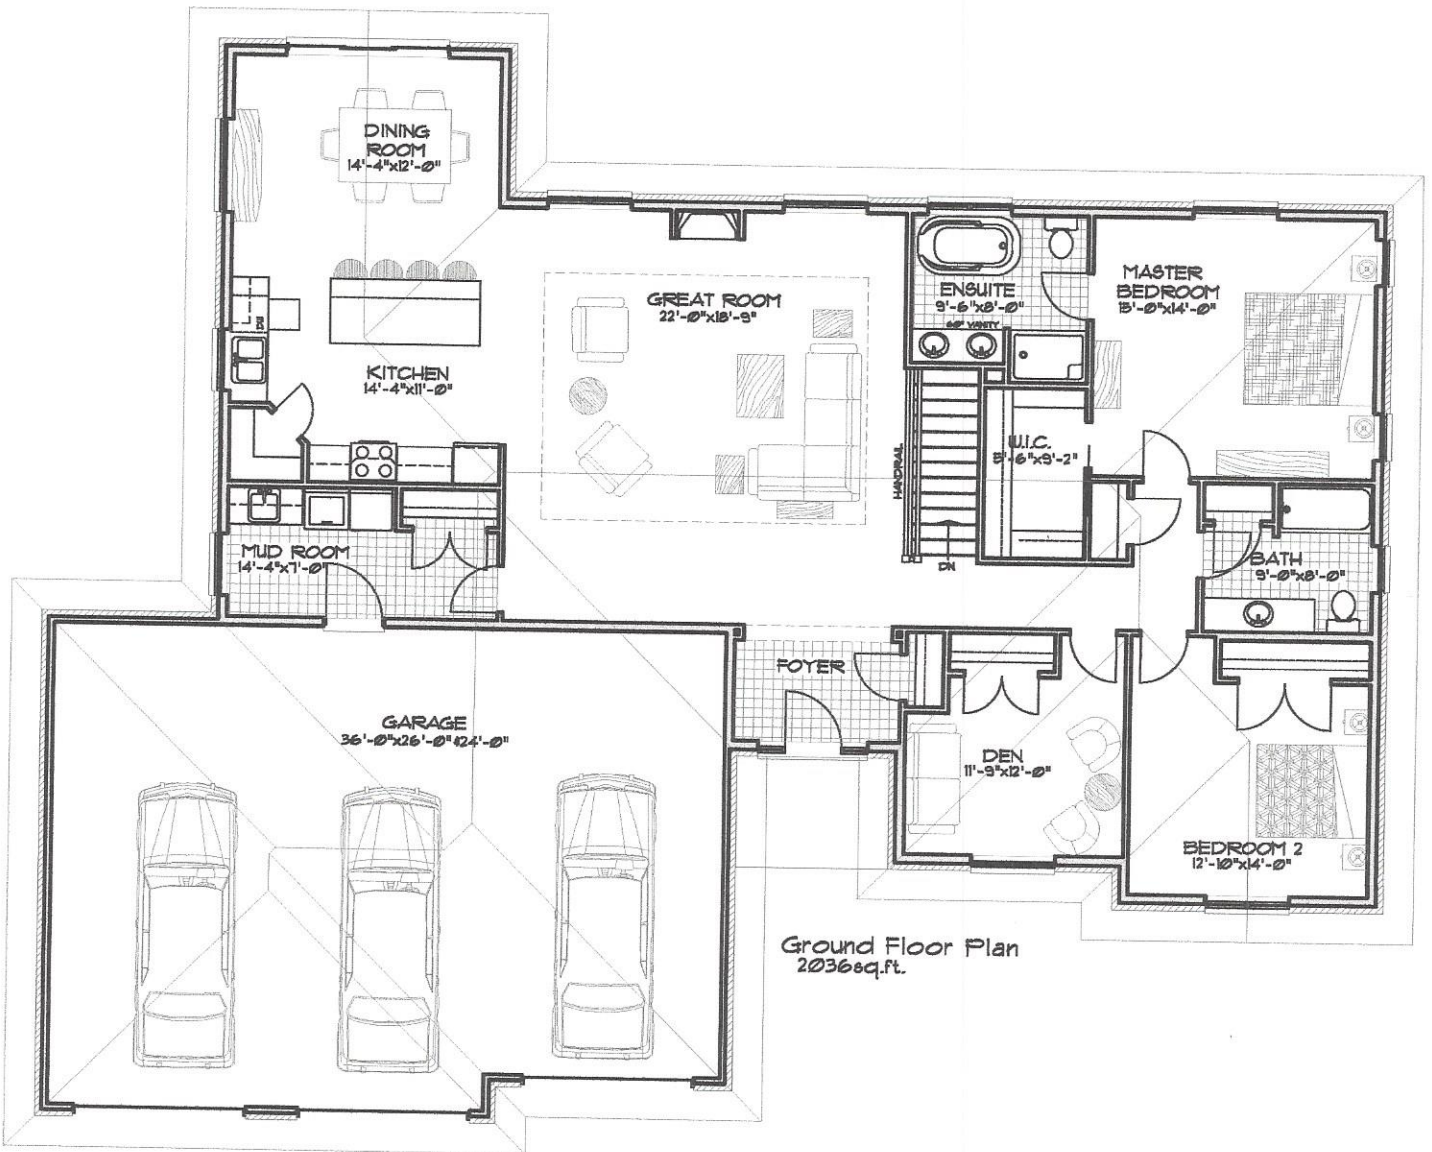 DINING
ROOM
14'-4"x12'-0"
GREAT ROOM
22'-0"x18'-9"
ENSUITE
9'-6"x8'-0"
60" VANITY
MASTER
BEDROOM
15'-0"x14'-0"
KITCHEN
14'-4"x11'-0"
W.I.C.
5'-6"x9'-2"
HANDRAIL
DN
MUD ROOM
14'-4"x7'-0"
BATH
9'-0"x8'-0"
FOYER
GARAGE
36'-0"x26'-0"/24'-0"
DEN
11'-9"x12'-0"
BEDROOM 2
12'-10"x14'-0"
Ground Floor Plan
2036sq.ft.